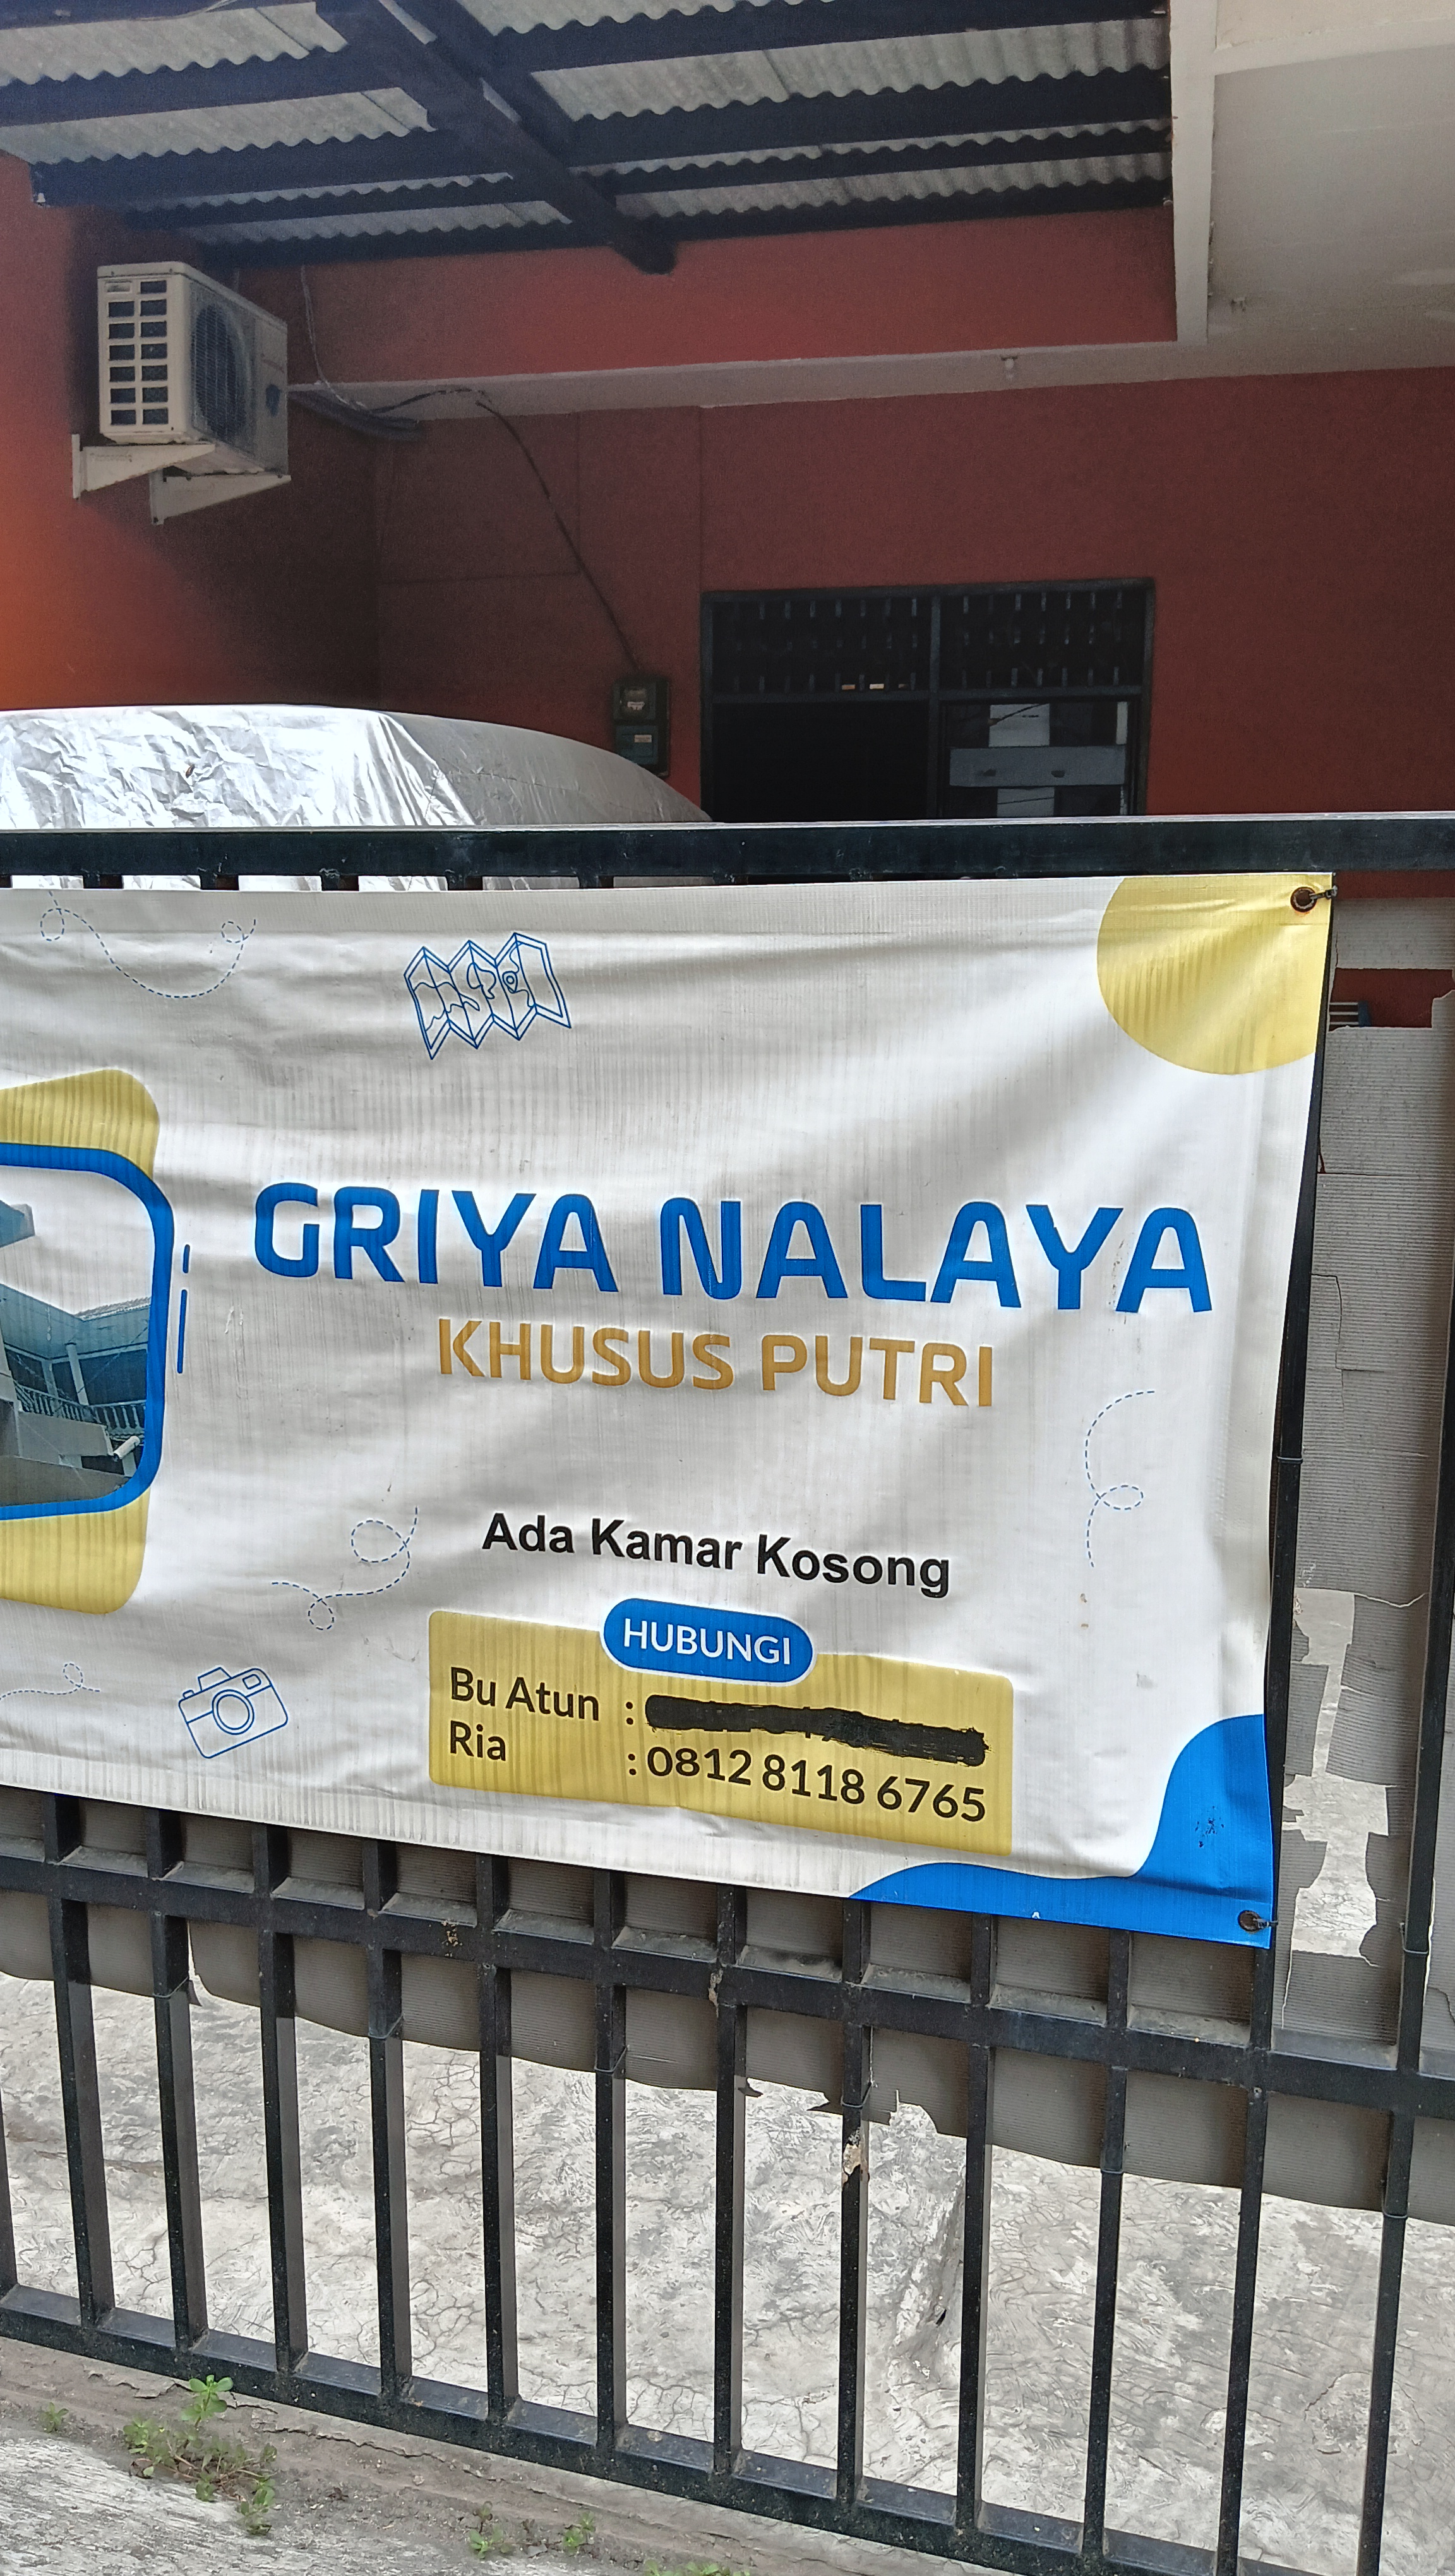 GRIYA NALAYA
KHUSUS PUTRI
Ada Kamar Kosong
HUBUNGI
Bu Atun :
Ria : 0812 8118 6765